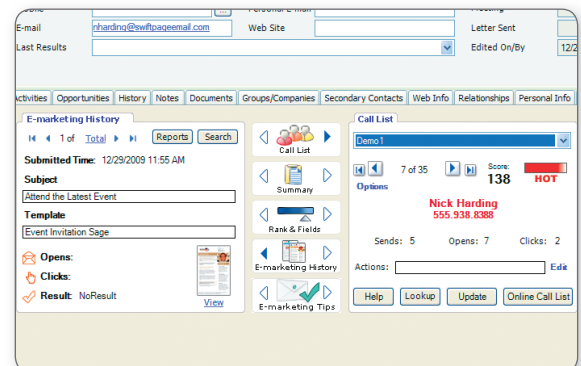 E-mail nharding@swiftpageemail.com Web Site Letter Sent
Last Results Edited On/By 12/2
Activities Opportunities History Notes Documents Groups/Companies Secondary Contacts Web Info Relationships Personal Info
E-marketing History
1 of Total Reports Search
Submitted Time: 12/29/2009 11:55 AM
Subject
Attend the Latest Event
Template
Event Invitation Sage
Opens:
Clicks:
Result: NoResult
View
Call List
Summary
Rank & Fields
E-marketing History
E-marketing Tips
Call List
Demo1
7 of 35 Score: 138 HOT
Options
Nick Harding
555.938.8388
Sends: 5 Opens: 7 Clicks: 2
Actions: Edit
Help Lookup Update Online Call List